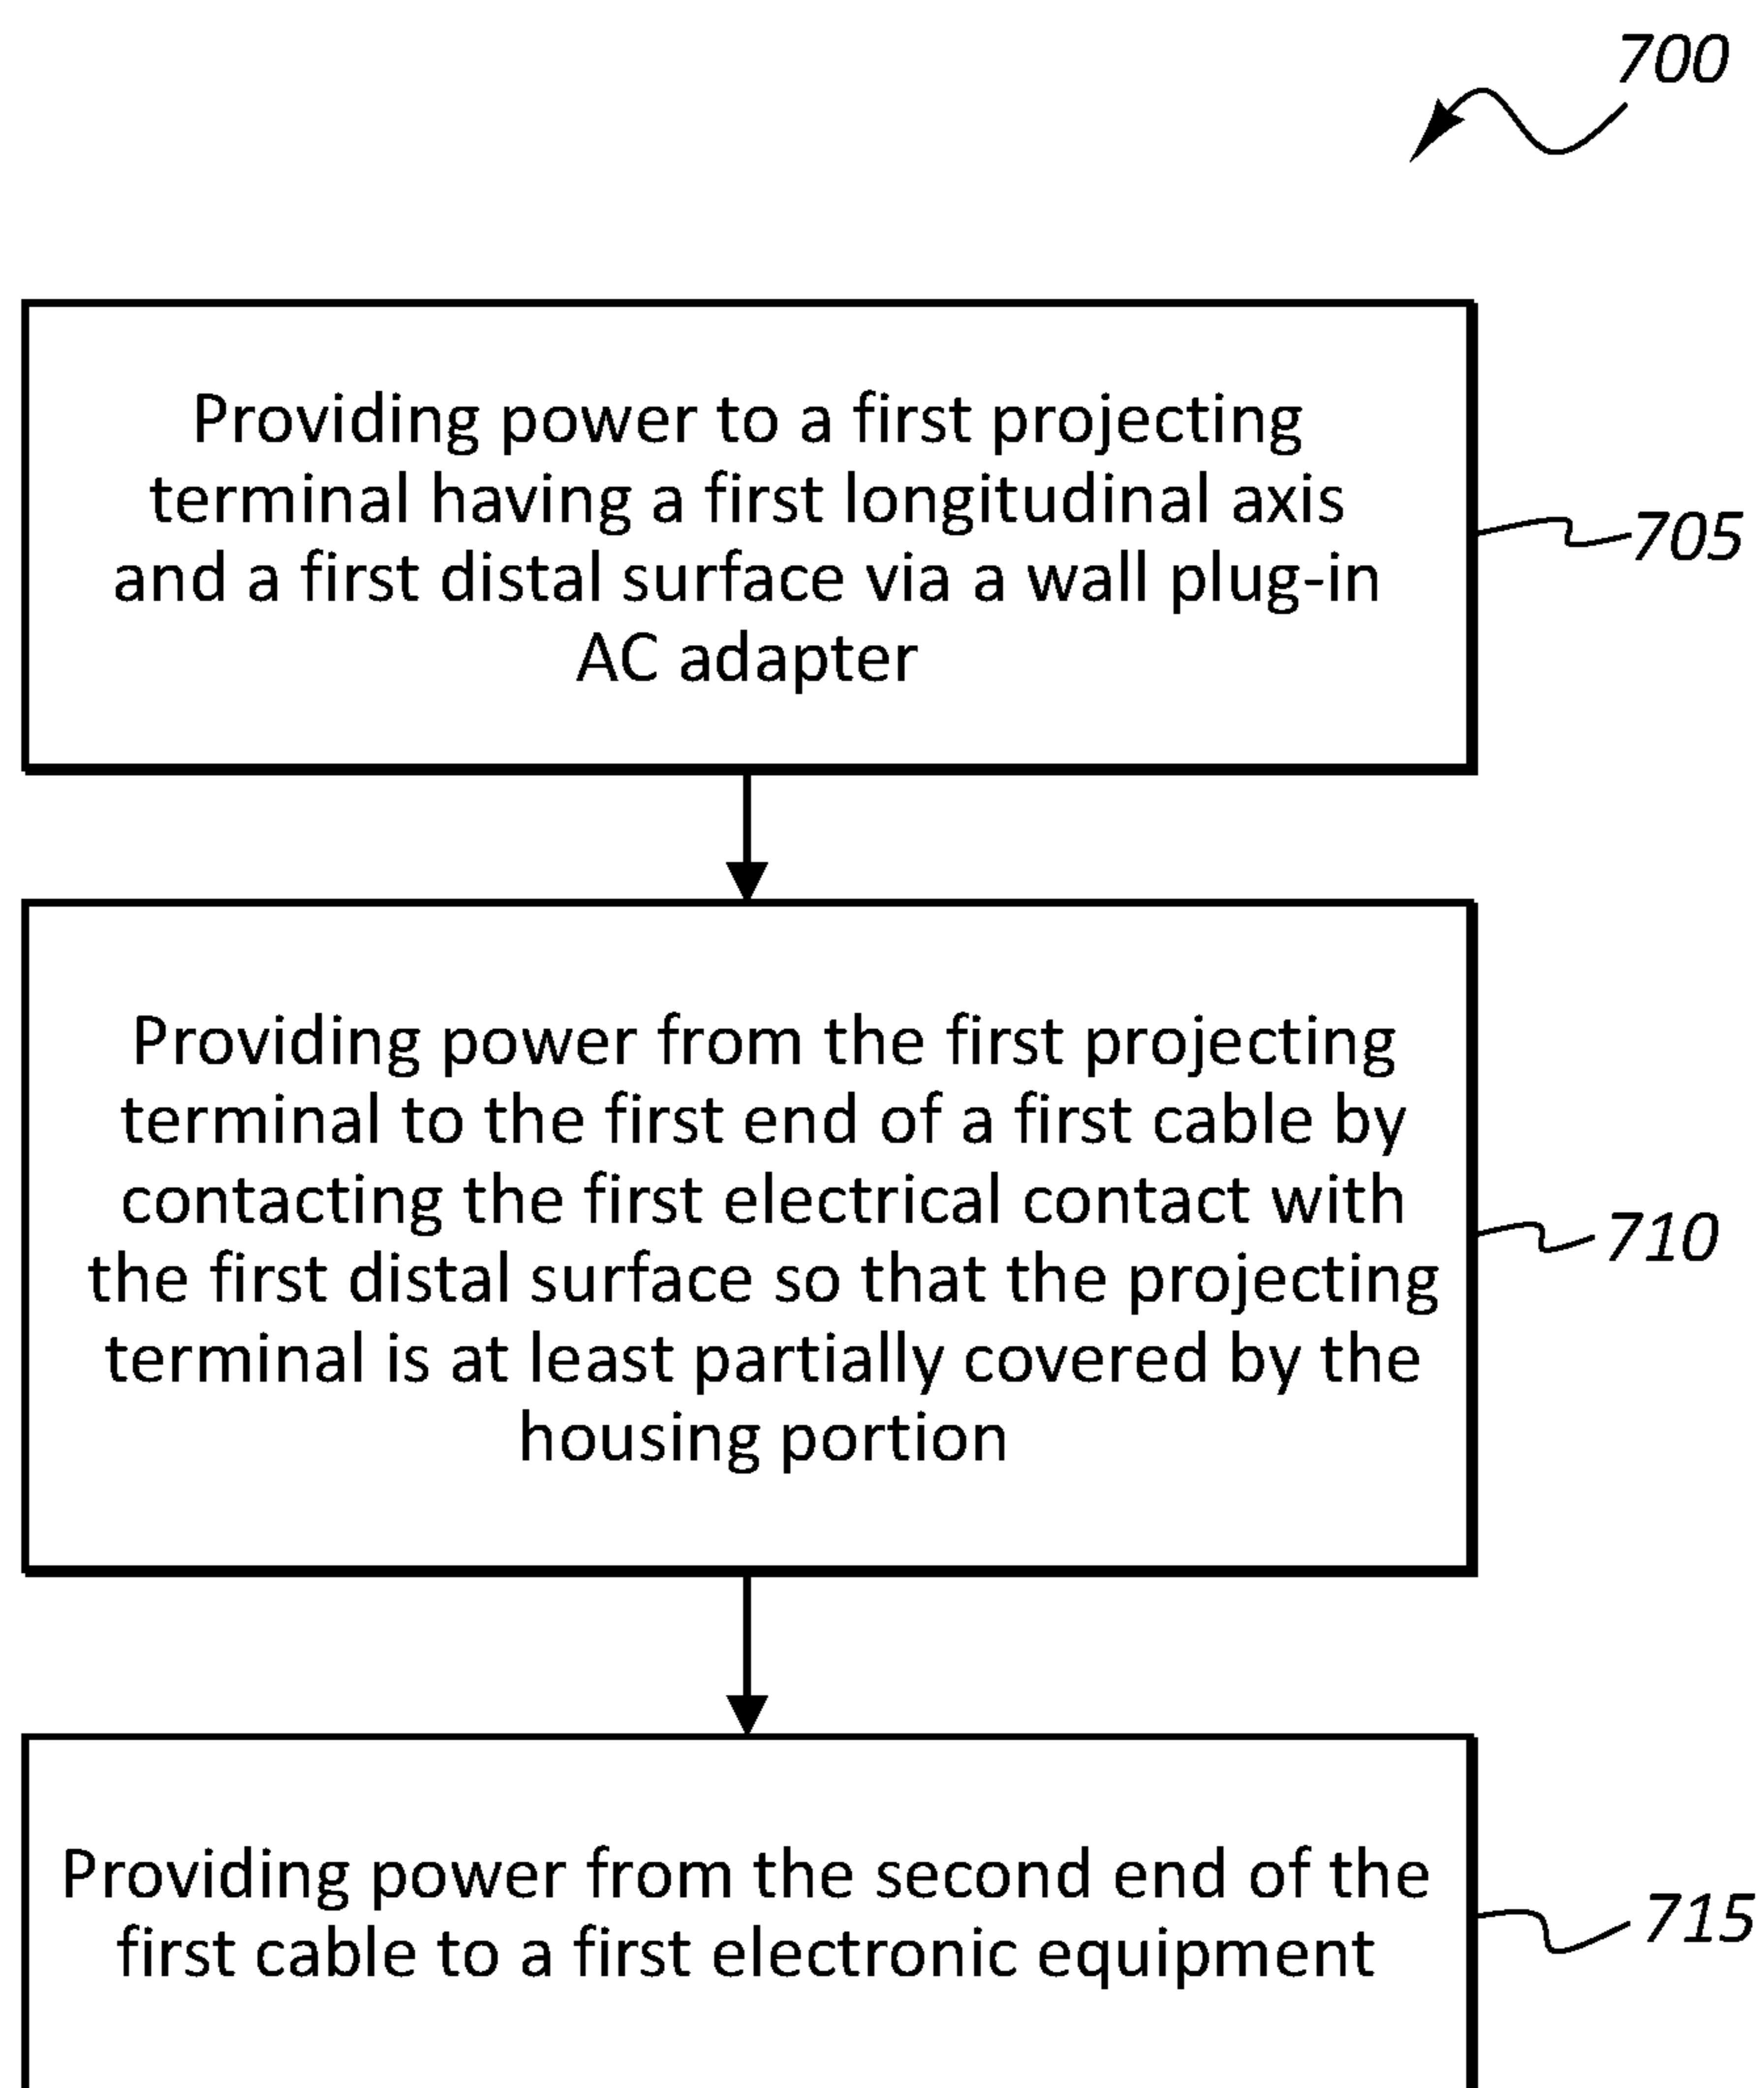 700
Providing power to a first projecting
terminal having a first longitudinal axis
and a first distal surface via a wall plug-in
AC adapter
705
Providing power from the first projecting
terminal to the first end of a first cable by
contacting the first electrical contact with
the first distal surface so that the projecting
terminal is at least partially covered by the
housing portion
710
Providing power from the second end of the
first cable to a first electronic equipment
715